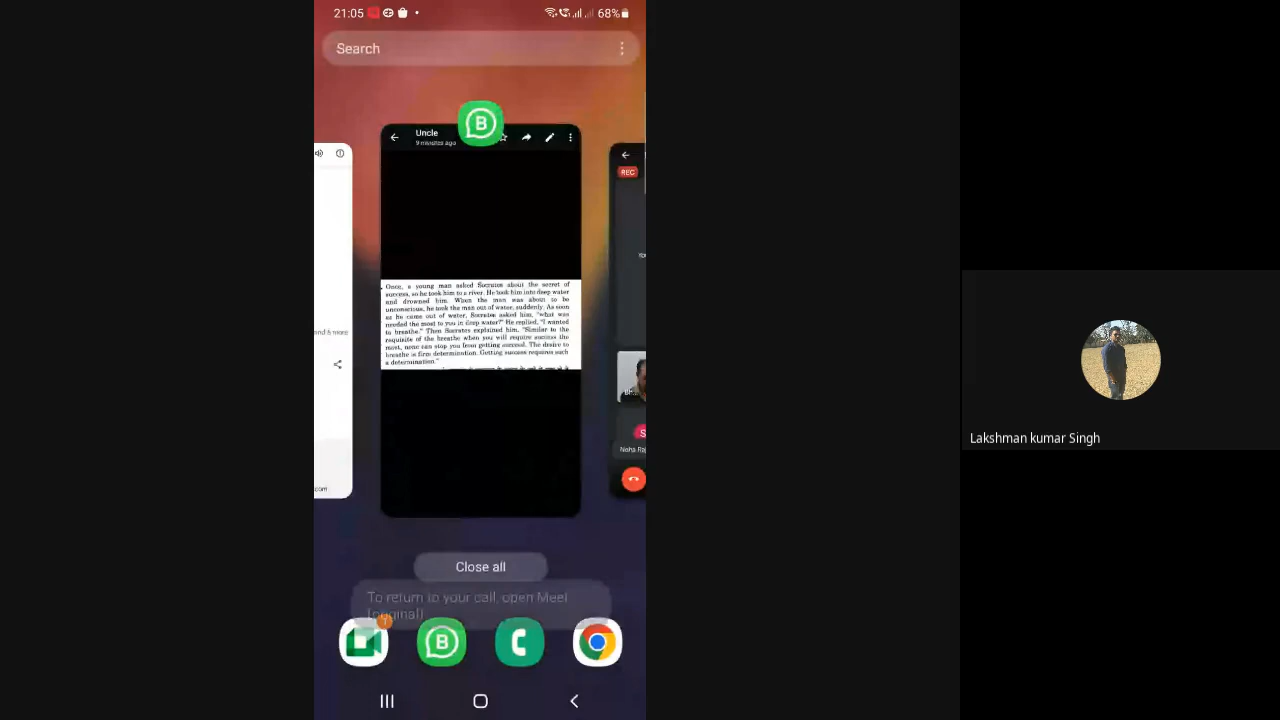 21:05
68%
Search
Uncle
9 minutes ago
B
REC
and 6 more
Once, a young man asked Socrates about the secret of
success, so he took him to a river. He took him into deep water
and drowned him. When the man was about to be
unconscious, he took the man out of water, suddenly. As soon
as he came out of water, Socrates asked him, "what was
needed the most to you in deep water?" He replied, "I wanted
to breathe." Then Socrates explained him, "Similar to the
requisite of the breathe when you will require success the
most, none can stop you from getting success. The desire to
breathe is firm determination. Getting success requires such
a determination."
S
Noha
.com
Close all
To return to your call, open Meet
(original)
B
Lakshman kumar Singh